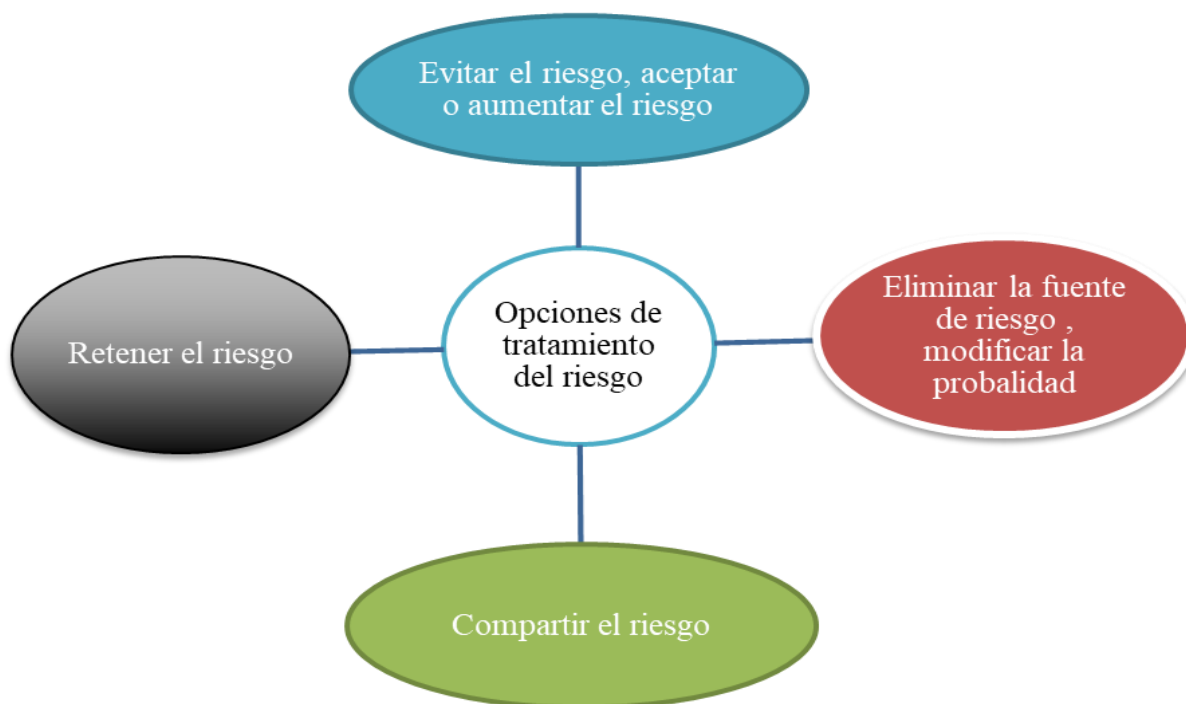 Evitar el riesgo, aceptar
o aumentar el riesgo
Retener el riesgo
Opciones de
tratamiento
del riesgo
Eliminar la fuente
de riesgo ,
modificar la
probalidad
Compartir el riesgo